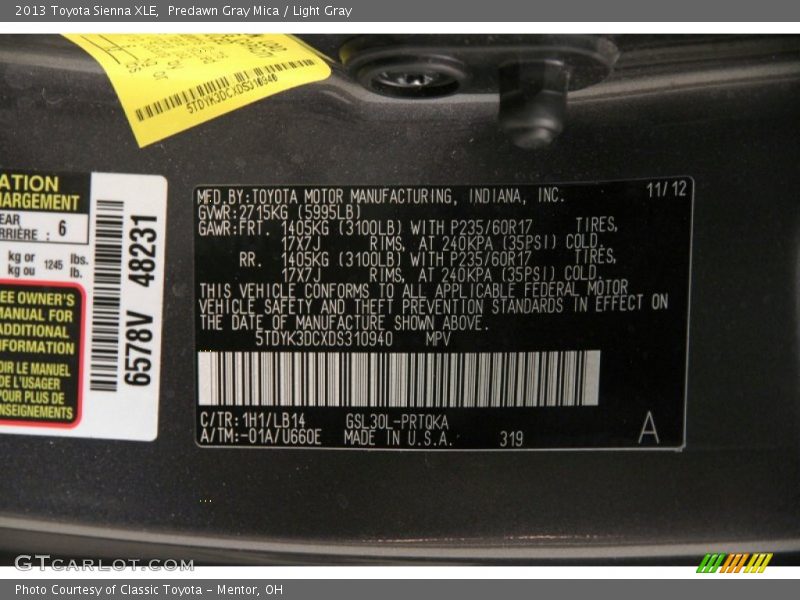 2013 Toyota Sienna XLE, Predawn Gray Mica / Light Gray
5TDYK3DCXDS310940
ATION
HARGEMENT
EAR
RRIÈRE : 6
kg or
kg ou 1245 lbs.
lb.
EE OWNER'S
MANUAL FOR
ADDITIONAL
INFORMATION
OIR LE MANUEL
DE L'USAGER
POUR PLUS DE
NSEIGNEMENTS
6578V 48231
MFD.BY:TOYOTA MOTOR MANUFACTURING, INDIANA, INC. 11/12
GVWR:2715KG (5995LB)
GAWR:FRT. 1405KG (3100LB) WITH P235/60R17 TIRES,
17X7J RIMS, AT 240KPA (35PSI) COLD.
RR. 1405KG (3100LB) WITH P235/60R17 TIRES,
17X7J RIMS, AT 240KPA (35PSI) COLD.
THIS VEHICLE CONFORMS TO ALL APPLICABLE FEDERAL MOTOR
VEHICLE SAFETY AND THEFT PREVENTION STANDARDS IN EFFECT ON
THE DATE OF MANUFACTURE SHOWN ABOVE.
5TDYK3DCXDS310940 MPV
C/TR:1H1/LB14 GSL30L-PRTQKA
A/TM:-01A/U660E MADE IN U.S.A. 319 A
GTCarLot.com
Photo Courtesy of Classic Toyota - Mentor, OH